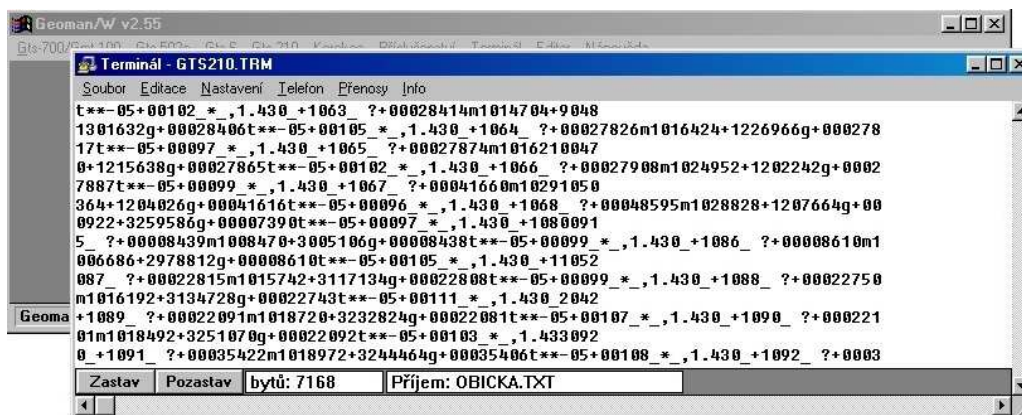 Geoman/W v2.55
Terminál - GTS210.TRM
Soubor Editace Nastavení Telefon Přenosy Info
t**-05+00102_*_,1.430_+1063_ ?+00028414m1014704+9048
1301632g+00028406t**-05+00105_*_,1.430_+1064_ ?+00027826m1016424+1226966g+000278
17t**-05+00097_*_,1.430_+1065_ ?+00027874m1016210047
0+1215638g+00027865t**-05+00102_*_,1.430_+1066_ ?+00027908m1024952+1202242g+0002
7887t**-05+00099_*_,1.430_+1067_ ?+00041660m10291050
364+1204026g+00041616t**-05+00096_*_,1.430_+1068_ ?+00048595m1028828+1207664g+00
0922+3259586g+00007390t**-05+00097_*_,1.430_+1080091
5_ ?+00008439m1008470+3005106g+00008438t**-05+00099_*_,1.430_+1086_ ?+00008610m1
006686+2978812g+00008610t**-05+00105_*_,1.430_+11052
087_ ?+00022815m1015742+3117134g+00022808t**-05+00099_*_,1.430_+1088_ ?+00022750
m1016192+3134728g+00022743t**-05+00111_*_,1.430_2042
+1089_ ?+00022091m1018720+3232824g+00022081t**-05+00107_*_,1.430_+1090_ ?+000221
01m1018492+3251070g+00022092t**-05+00103_*_,1.433092
0_+1091_ ?+00035422m1018972+3244464g+00035406t**-05+00108_*_,1.430_+1092_ ?+0003
Geoma
Zastav Pozastav bytů: 7168 Příjem: OBICKA.TXT